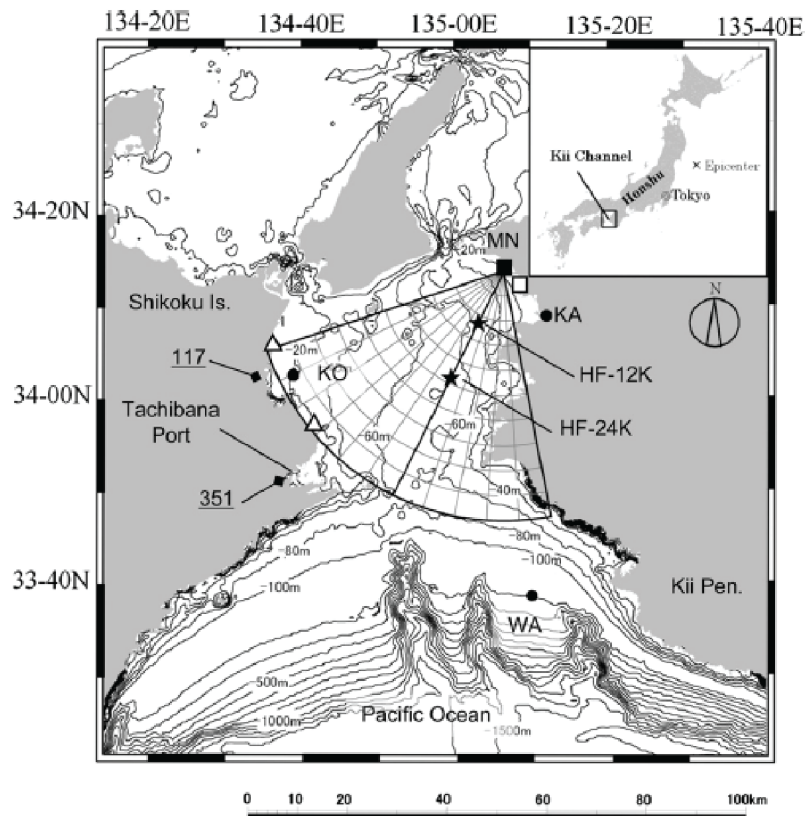 134-20E 134-40E 135-00E 135-20E 135-40E
Kii Channel
Honshu
× Epicenter
Tokyo
34-20N
MN
-20m
Shikoku Is.
KA
N
-20m
117
KO
HF-12K
34-00N
HF-24K
Tachibana
Port
-60m
-60m
351
-40m
-80m
-80m
-100m
33-40N
-100m
Kii Pen.
WA
500m
Pacific Ocean
-1000m
-1500m
0 10 20 40 60 80 100km